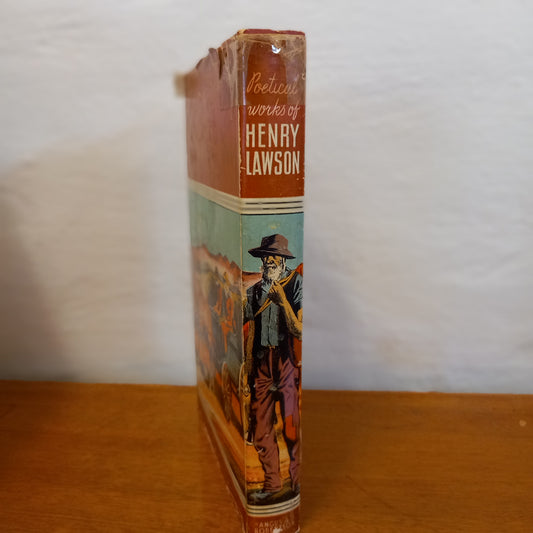 Poetical
works of
HENRY
LAWSON